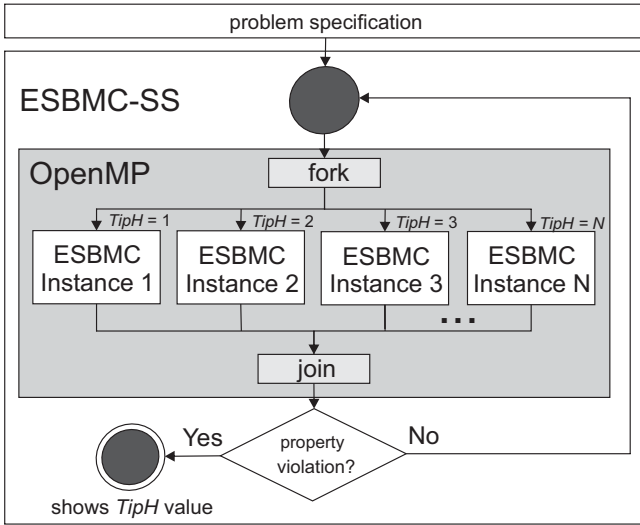 problem specification
ESBMC-SS
OpenMP
fork
TipH = 1
TipH = 2
TipH = 3
TipH = N
ESBMC
Instance 1
ESBMC
Instance 2
ESBMC
Instance 3
ESBMC
Instance N
...
join
Yes
property
violation?
No
shows TipH value